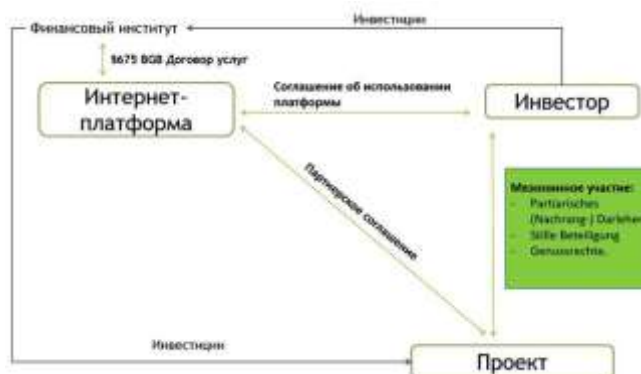 Инвестиции
Финансовый институт
§675 BGB Договор услуг
Интернет-
платформа
Соглашение об использовании
платформы
Инвестор
Партнерское соглашение
Мезонинное участие:
- Partiarisches
(Nachrang-) Darlehen
- Stille Beteiligung
- Genussrechte.
Инвестиции
Проект